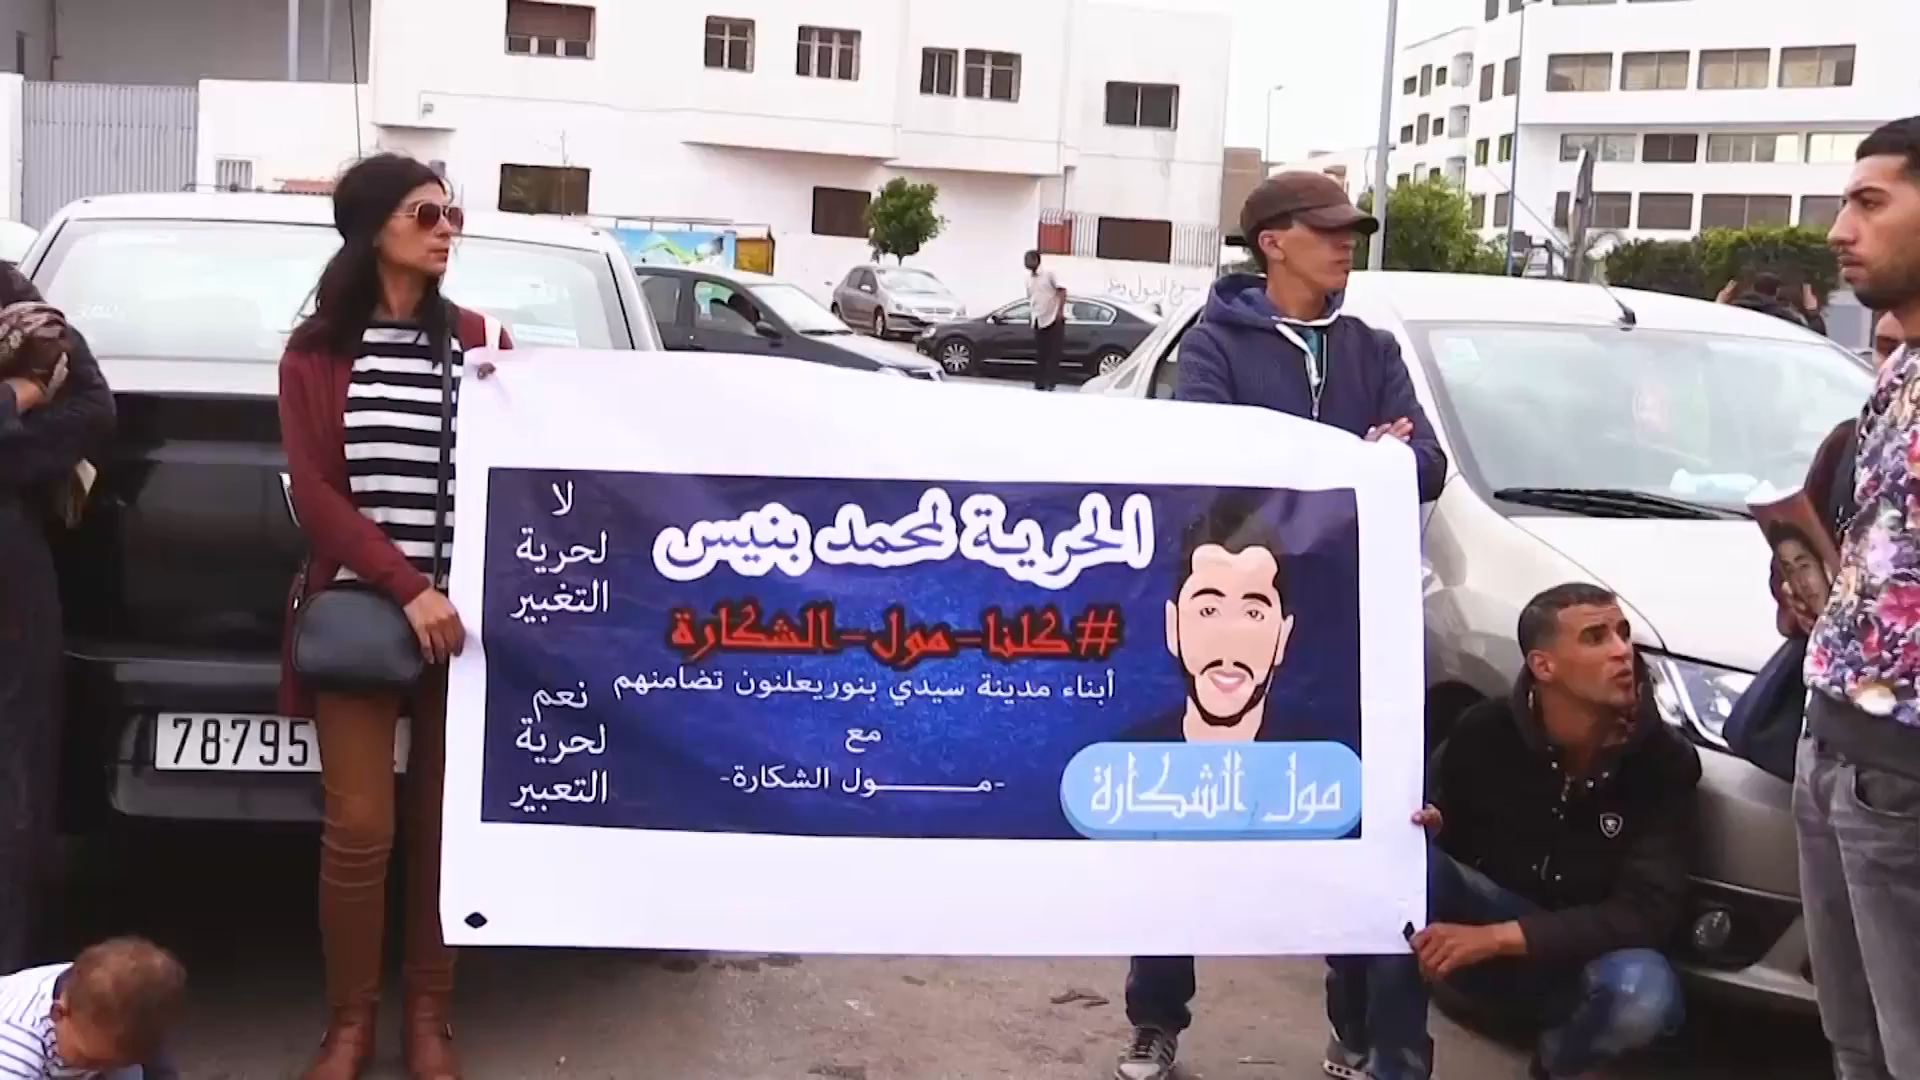 الحرية لمحمد بنيس
#كلنا-مول-الشكارة
أبناء مدينة سيدي بنوريعلنون تضامنهم
مع
-مـــــول الشكارة-
مول الشكارة
لا
لحرية
التغبير
نعم
لحرية
التعبير
78795